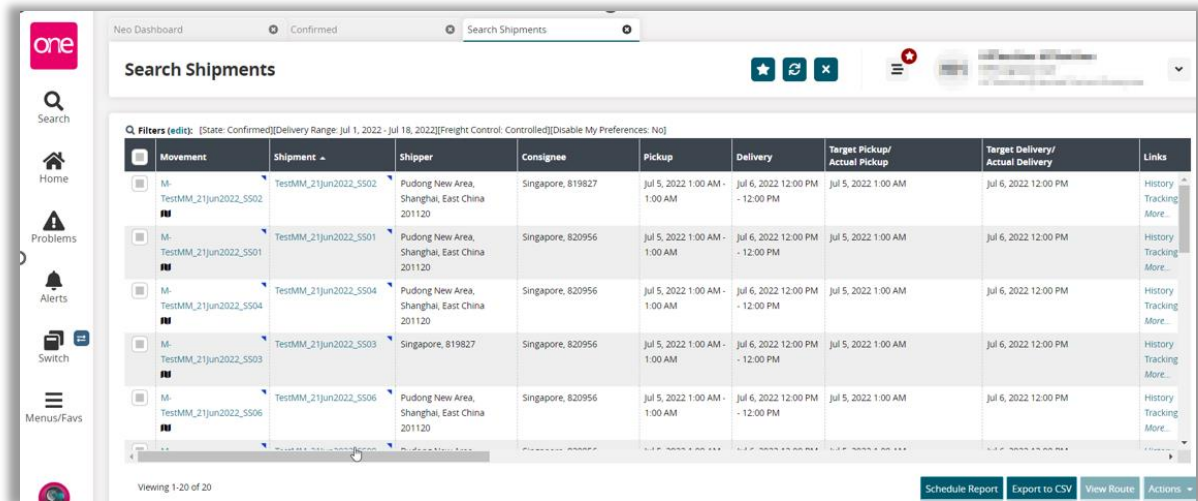 one
Neo Dashboard
Confirmed
Search Shipments
Search Shipments
Search
Home
Problems
Alerts
Switch
Menus/Favs
Filters (edit): [State: Confirmed][Delivery Range: Jul 1, 2022 - Jul 18, 2022][Freight Control: Controlled][Disable My Preferences: No]
Movement Shipment Shipper Consignee Pickup Delivery Target Pickup/ Target Delivery/ Links
Actual Pickup Actual Delivery
M- TestMM_21Jun2022_SS02 Pudong New Area, Singapore, 819827 Jul 5, 2022 1:00 AM - Jul 6, 2022 12:00 PM Jul 5, 2022 1:00 AM Jul 6, 2022 12:00 PM History
TestMM_21Jun2022_SS02 Shanghai, East China 1:00 AM - 12:00 PM Tracking
201120 More...
M- TestMM_21Jun2022_SS01 Pudong New Area, Singapore, 820956 Jul 5, 2022 1:00 AM - Jul 6, 2022 12:00 PM Jul 5, 2022 1:00 AM Jul 6, 2022 12:00 PM History
TestMM_21Jun2022_SS01 Shanghai, East China 1:00 AM - 12:00 PM Tracking
201120 More...
M- TestMM_21Jun2022_SS04 Pudong New Area, Singapore, 820956 Jul 5, 2022 1:00 AM - Jul 6, 2022 12:00 PM Jul 5, 2022 1:00 AM Jul 6, 2022 12:00 PM History
TestMM_21Jun2022_SS04 Shanghai, East China 1:00 AM - 12:00 PM Tracking
201120 More...
M- TestMM_21Jun2022_SS03 Singapore, 819827 Singapore, 820956 Jul 5, 2022 1:00 AM - Jul 6, 2022 12:00 PM Jul 5, 2022 1:00 AM Jul 6, 2022 12:00 PM History
TestMM_21Jun2022_SS03 1:00 AM - 12:00 PM Tracking
More...
M- TestMM_21Jun2022_SS06 Pudong New Area, Singapore, 820956 Jul 5, 2022 1:00 AM - Jul 6, 2022 12:00 PM Jul 5, 2022 1:00 AM Jul 6, 2022 12:00 PM History
TestMM_21Jun2022_SS06 Shanghai, East China 1:00 AM - 12:00 PM Tracking
201120 More...
Viewing 1-20 of 20
Schedule Report Export to CSV View Route Actions